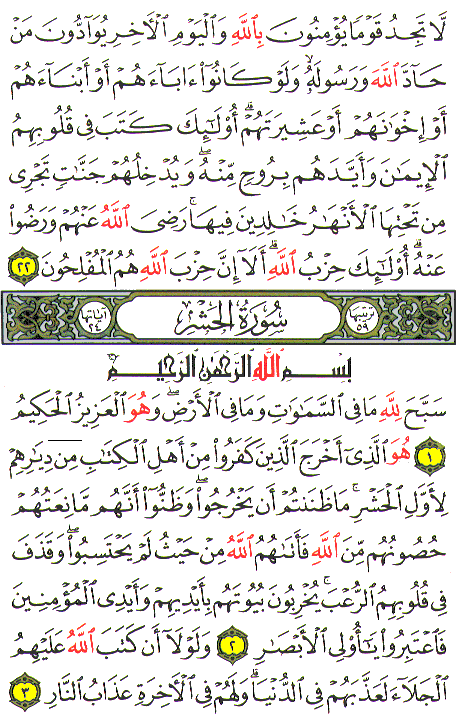 لَّا تَجِدُ قَوْمًا يُؤْمِنُونَ بِٱللَّهِ وَٱلْيَوْمِ ٱلْأَخِرِ يُوَآدُّونَ مَنْ
حَآدَّ ٱللَّهَ وَرَسُولَهُۥ وَلَوْ كَانُوٓا۟ ءَابَآءَهُمْ أَوْ أَبْنَآءَهُمْ
أَوْ إِخْوَٰنَهُمْ أَوْ عَشِيرَتَهُمْ ۚ أُو۟لَٰٓئِكَ كَتَبَ فِى قُلُوبِهِمُ
ٱلْإِيمَٰنَ وَأَيَّدَهُم بِرُوحٍ مِّنْهُ ۖ وَيُدْخِلُهُمْ جَنَّٰتٍ تَجْرِى
مِن تَحْتِهَا ٱلْأَنْهَٰرُ خَٰلِدِينَ فِيهَا ۚ رَضِىَ ٱللَّهُ عَنْهُمْ وَرَضُوا۟
عَنْهُ ۚ أُو۟لَٰٓئِكَ حِزْبُ ٱللَّهِ ۚ أَلَآ إِنَّ حِزْبَ ٱللَّهِ هُمُ ٱلْمُفْلِحُونَ ٢٢
ترتيبها ٥٩ سُورَةُ الحَشْرِ آياتها ٢٤
بِسْمِ ٱللَّهِ ٱلرَّحْمَٰنِ ٱلرَّحِيمِ
سَبَّحَ لِلَّهِ مَا فِى ٱلسَّمَٰوَٰتِ وَمَا فِى ٱلْأَرْضِ ۖ وَهُوَ ٱلْعَزِيزُ ٱلْحَكِيمُ
١ هُوَ ٱلَّذِىٓ أَخْرَجَ ٱلَّذِينَ كَفَرُوا۟ مِنْ أَهْلِ ٱلْكِتَٰبِ مِن دِيَٰرِهِمْ
لِأَوَّلِ ٱلْحَشْرِ ۚ مَا ظَنَنتُمْ أَن يَخْرُجُوا۟ ۖ وَظَنُّوٓا۟ أَنَّهُم مَّانِعَتُهُمْ
حُصُونُهُم مِّنَ ٱللَّهِ فَأَتَىٰهُمُ ٱللَّهُ مِنْ حَيْثُ لَمْ يَحْتَسِبُوا۟ ۖ وَقَذَفَ
فِى قُلُوبِهِمُ ٱلرُّعْبَ ۚ يُخْرِبُونَ بُيُوتَهُم بِأَيْدِيهِمْ وَأَيْدِى ٱلْمُؤْمِنِينَ
فَٱعْتَبِرُوا۟ يَٰٓأُو۟لِى ٱلْأَبْصَٰرِ ٢ وَلَوْلَآ أَن كَتَبَ ٱللَّهُ عَلَيْهِمُ
ٱلْجَلَآءَ لَعَذَّبَهُمْ فِى ٱلدُّنْيَا ۖ وَلَهُمْ فِى ٱلْأَخِرَةِ عَذَابُ ٱلنَّارِ ٣